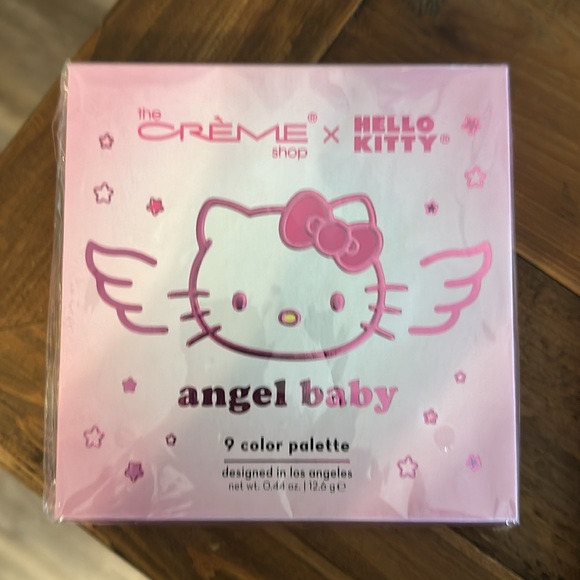 the
CRÈME® x HELLO
shop KITTY®
angel baby
9 color palette
designed in los angeles
net wt. 0.44 oz. | 12.6 g ℮